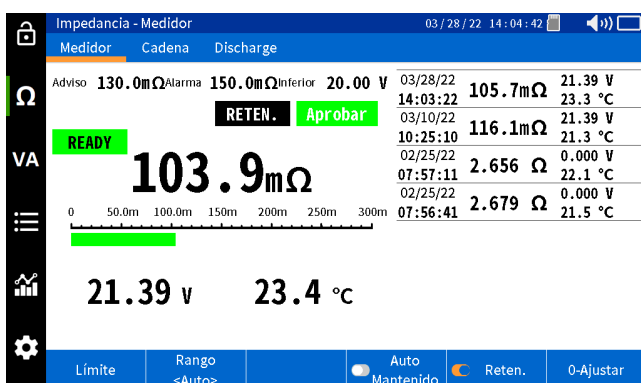 Impedancia - Medidor 03/28/22 14:04:42
Medidor Cadena Discharge
Adviso 130.0mΩ Alarma 150.0mΩ Inferior 20.00 V
RETEN. Aprobar
READY
103.9mΩ
0 50.0m 100.0m 150m 200m 250m 300m
21.39 V 23.4 °C
03/28/22 14:03:22 105.7mΩ 21.39 V 23.3 °C
03/10/22 10:25:10 116.1mΩ 21.39 V 21.3 °C
02/25/22 07:57:11 2.656 Ω 0.000 V 22.1 °C
02/25/22 07:56:41 2.679 Ω 0.000 V 21.5 °C
Ω
VA
Límite
Rango
<Auto>
Auto
Mantenido
Reten.
0-Ajustar